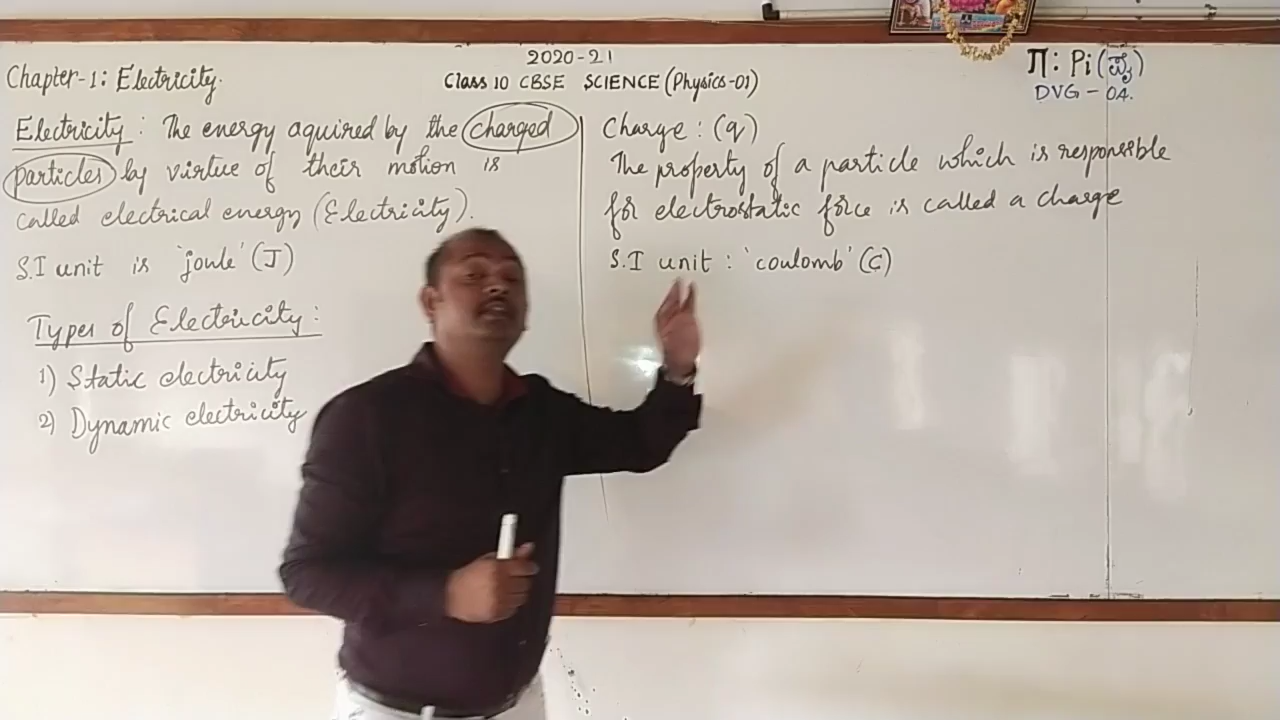 2020-21
Chapter-1: Electricity.
Class 10 CBSE SCIENCE (Physics-01)
π: Pi (ಪೈ)
DVG - 04.
Electricity: The energy aquired by the charged
particles by virtue of their motion is
called electrical energy (Electricity).
S.I unit is 'joule' (J)
Types of Electricity:
1) Static electricity
2) Dynamic electricity
Charge: (q)
The property of a particle which is responsible
for electrostatic force is called a charge
S.I unit: 'coulomb' (C)